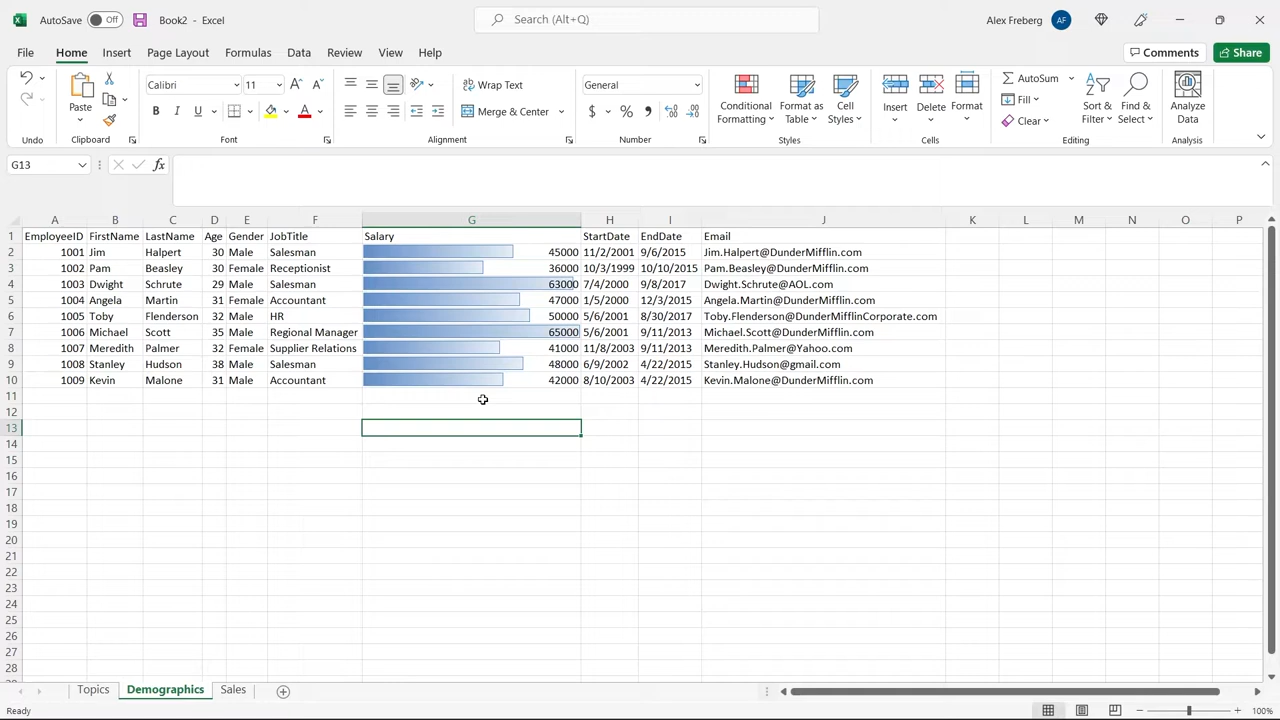 AutoSave Off Book2 - Excel Search (Alt+Q) Alex Freberg AF
File Home Insert Page Layout Formulas Data Review View Help Comments Share
Calibri 11 Wrap Text General AutoSum
Paste B I U Merge & Center $ % Conditional Formatting Format as Table Cell Styles Insert Delete Format Fill Clear Sort & Filter Find & Select Analyze Data
Undo Clipboard Font Alignment Number Styles Cells Editing Analysis
G13 fx
A B C D E F G H I J K L M N O P
1 EmployeeID FirstName LastName Age Gender JobTitle Salary StartDate EndDate Email
2 1001 Jim Halpert 30 Male Salesman 45000 11/2/2001 9/6/2015 Jim.Halpert@DunderMifflin.com
3 1002 Pam Beasley 30 Female Receptionist 36000 10/3/1999 10/10/2015 Pam.Beasley@DunderMifflin.com
4 1003 Dwight Schrute 29 Male Salesman 63000 7/4/2000 9/8/2017 Dwight.Schrute@AOL.com
5 1004 Angela Martin 31 Female Accountant 47000 1/5/2000 12/3/2015 Angela.Martin@DunderMifflin.com
6 1005 Toby Flenderson 32 Male HR 50000 5/6/2001 8/30/2017 Toby.Flenderson@DunderMifflinCorporate.com
7 1006 Michael Scott 35 Male Regional Manager 65000 5/6/2001 9/11/2013 Michael.Scott@DunderMifflin.com
8 1007 Meredith Palmer 32 Female Supplier Relations 41000 11/8/2003 9/11/2013 Meredith.Palmer@Yahoo.com
9 1008 Stanley Hudson 38 Male Salesman 48000 6/9/2002 4/22/2015 Stanley.Hudson@gmail.com
10 1009 Kevin Malone 31 Male Accountant 42000 8/10/2003 4/22/2015 Kevin.Malone@DunderMifflin.com
11
12
13
14
15
16
17
18
19
20
21
22
23
24
25
26
27
28
Topics Demographics Sales
Ready 100%